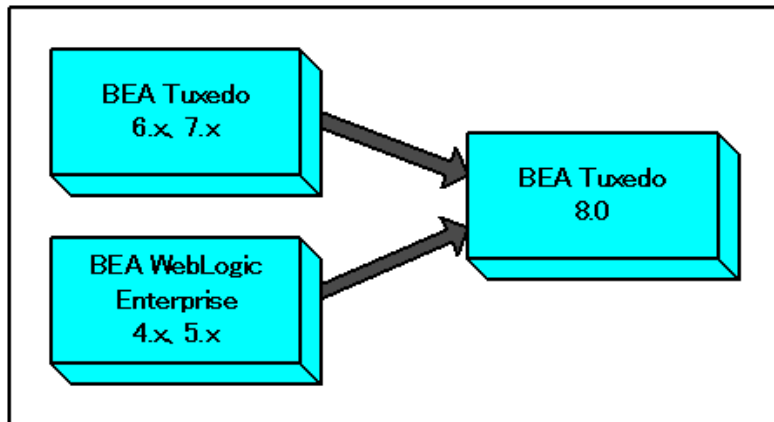 BEA Tuxedo
6.x、7.x
BEA WebLogic
Enterprise
4.x、5.x
BEA Tuxedo
8.0